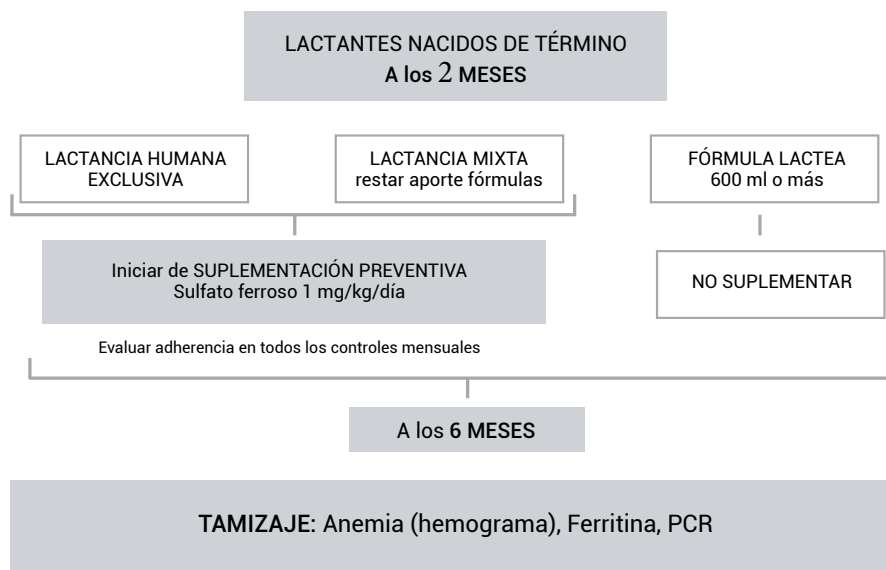 LACTANTES NACIDOS DE TÉRMINO
A los 2 MESES
LACTANCIA HUMANA
EXCLUSIVA
LACTANCIA MIXTA
restar aporte fórmulas
FÓRMULA LACTEA
600 ml o más
Iniciar de SUPLEMENTACIÓN PREVENTIVA
Sulfato ferroso 1 mg/kg/día
NO SUPLEMENTAR
Evaluar adherencia en todos los controles mensuales
A los 6 MESES
TAMIZAJE: Anemia (hemograma), Ferritina, PCR